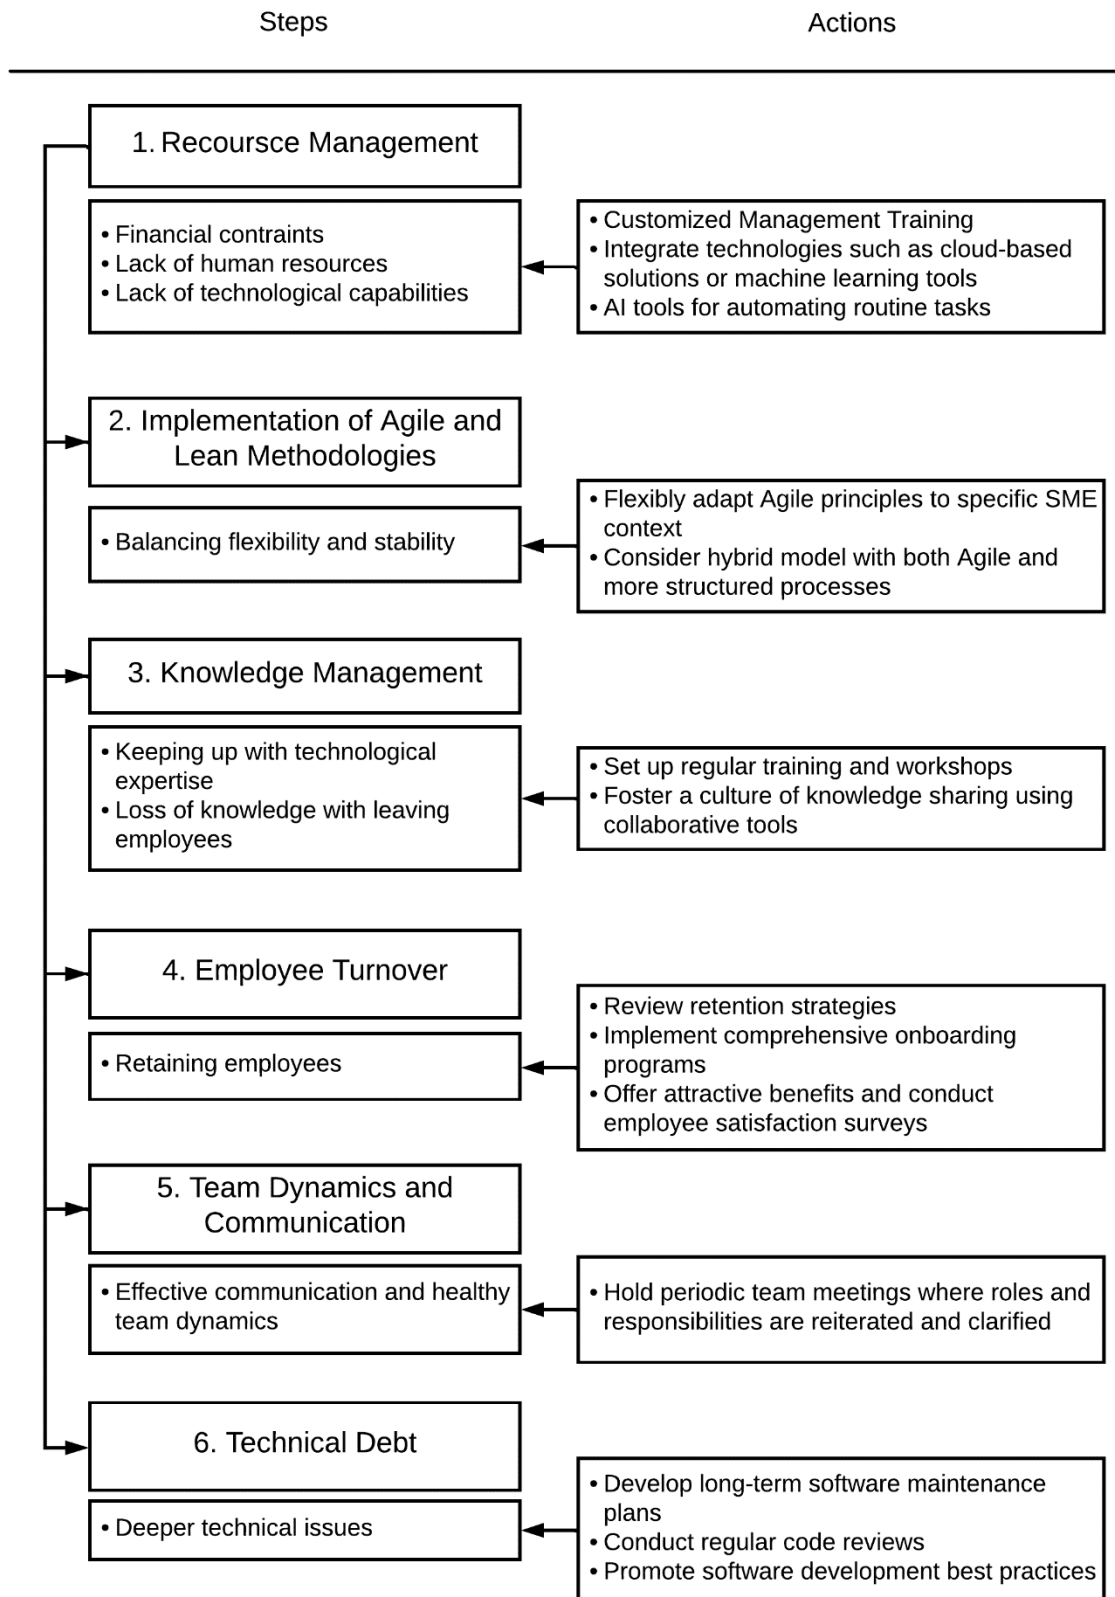 Steps
Actions
1. Recoursce Management
• Financial contraints
• Lack of human resources
• Lack of technological capabilities
• Customized Management Training
• Integrate technologies such as cloud-based
solutions or machine learning tools
• AI tools for automating routine tasks
2. Implementation of Agile and
Lean Methodologies
• Balancing flexibility and stability
• Flexibly adapt Agile principles to specific SME
context
• Consider hybrid model with both Agile and
more structured processes
3. Knowledge Management
• Keeping up with technological
expertise
• Loss of knowledge with leaving
employees
• Set up regular training and workshops
• Foster a culture of knowledge sharing using
collaborative tools
4. Employee Turnover
• Retaining employees
• Review retention strategies
• Implement comprehensive onboarding
programs
• Offer attractive benefits and conduct
employee satisfaction surveys
5. Team Dynamics and
Communication
• Effective communication and healthy
team dynamics
• Hold periodic team meetings where roles and
responsibilities are reiterated and clarified
6. Technical Debt
• Deeper technical issues
• Develop long-term software maintenance
plans
• Conduct regular code reviews
• Promote software development best practices